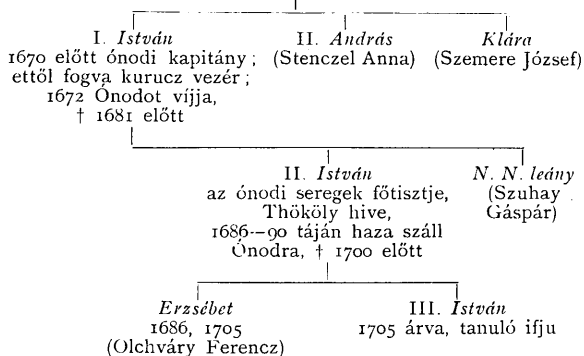 I. István II. András Klára
1670 előtt ónodi kapitány; (Stenczel Anna) (Szemere József)
ettől fogva kurucz vezér;
1672 Ónodot víjja,
† 1681 előtt
II. István N. N. leány
az ónodi seregek főtisztje, (Szuhay
Thököly hive, Gáspár)
1686--90 táján haza száll
Ónodra, † 1700 előtt
Erzsébet III. István
1686, 1705 1705 árva, tanuló ifju
(Olchváry Ferencz)